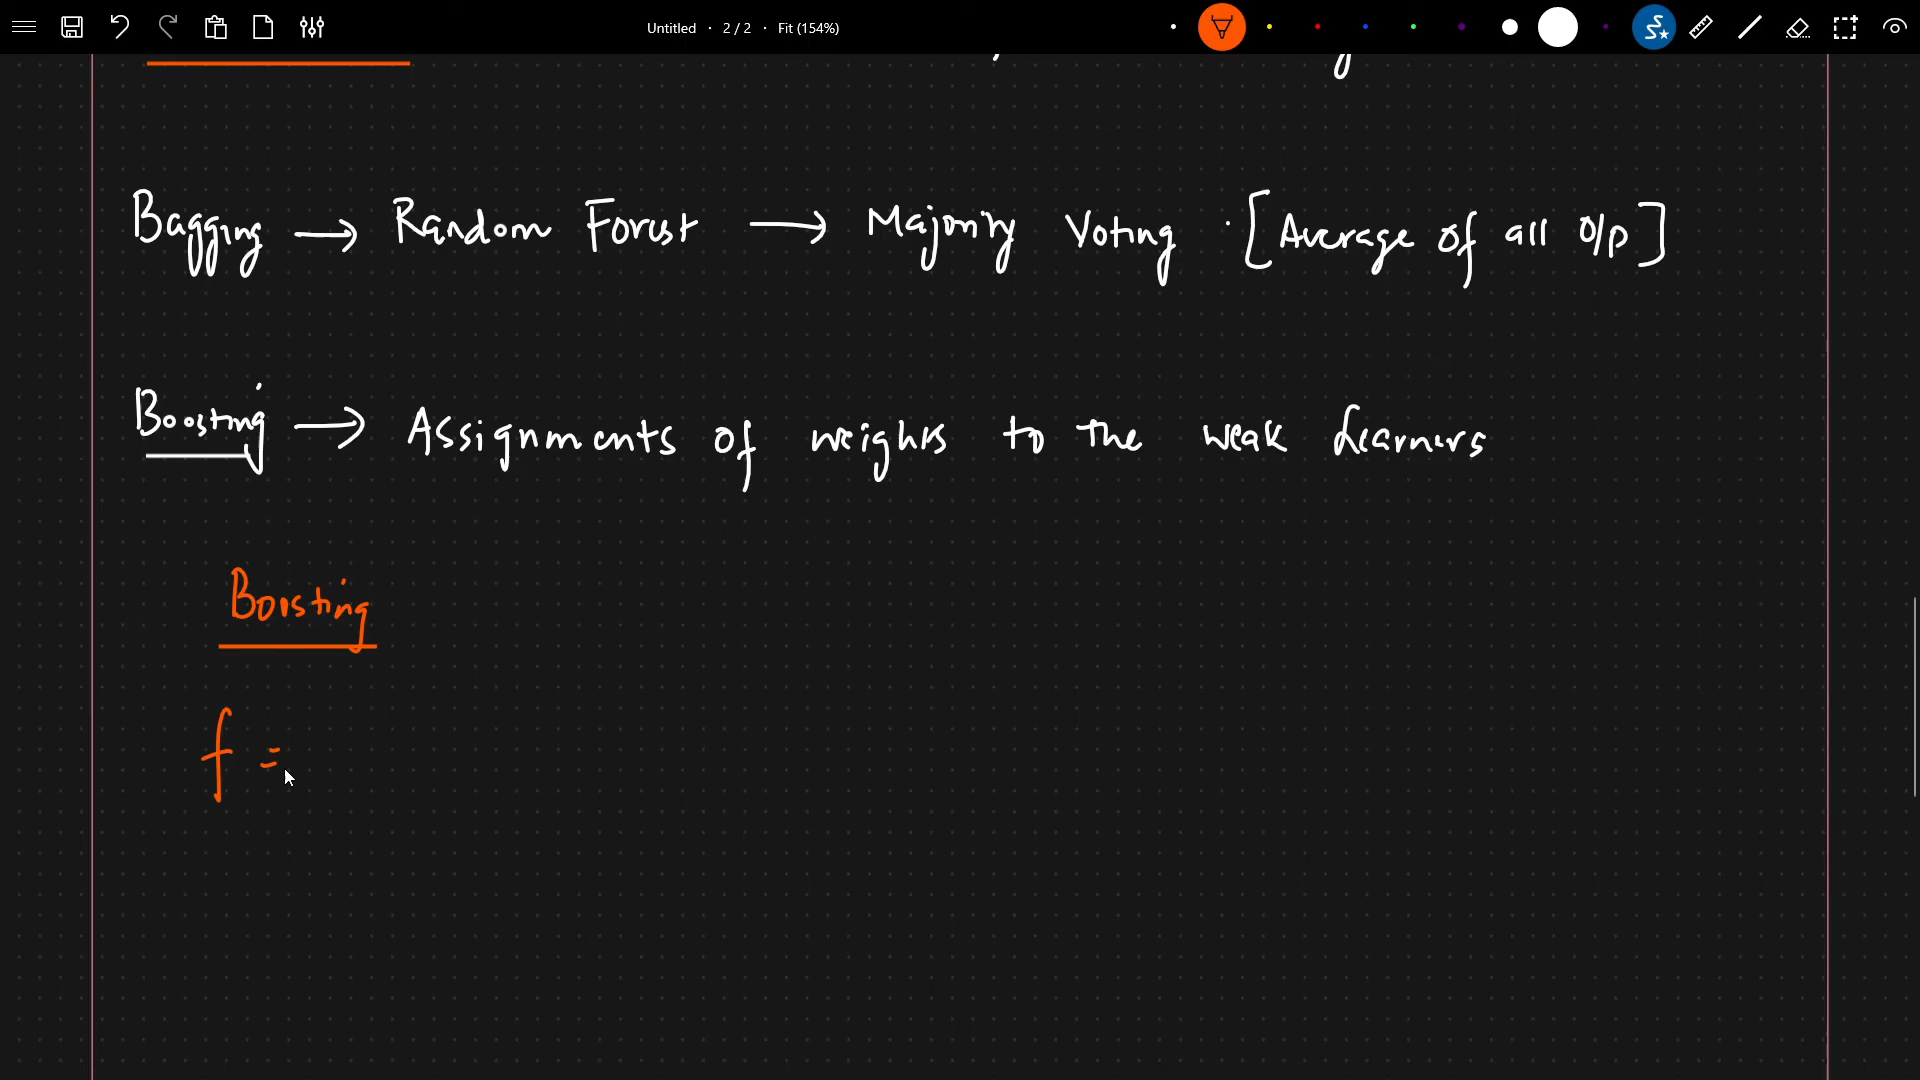 Untitled · 2 / 2 · Fit (154%)
Bagging → Random Forest → Majority Voting · [Average of all O/p]
Boosting → Assignments of weights to the weak Learners
Boosting
f =